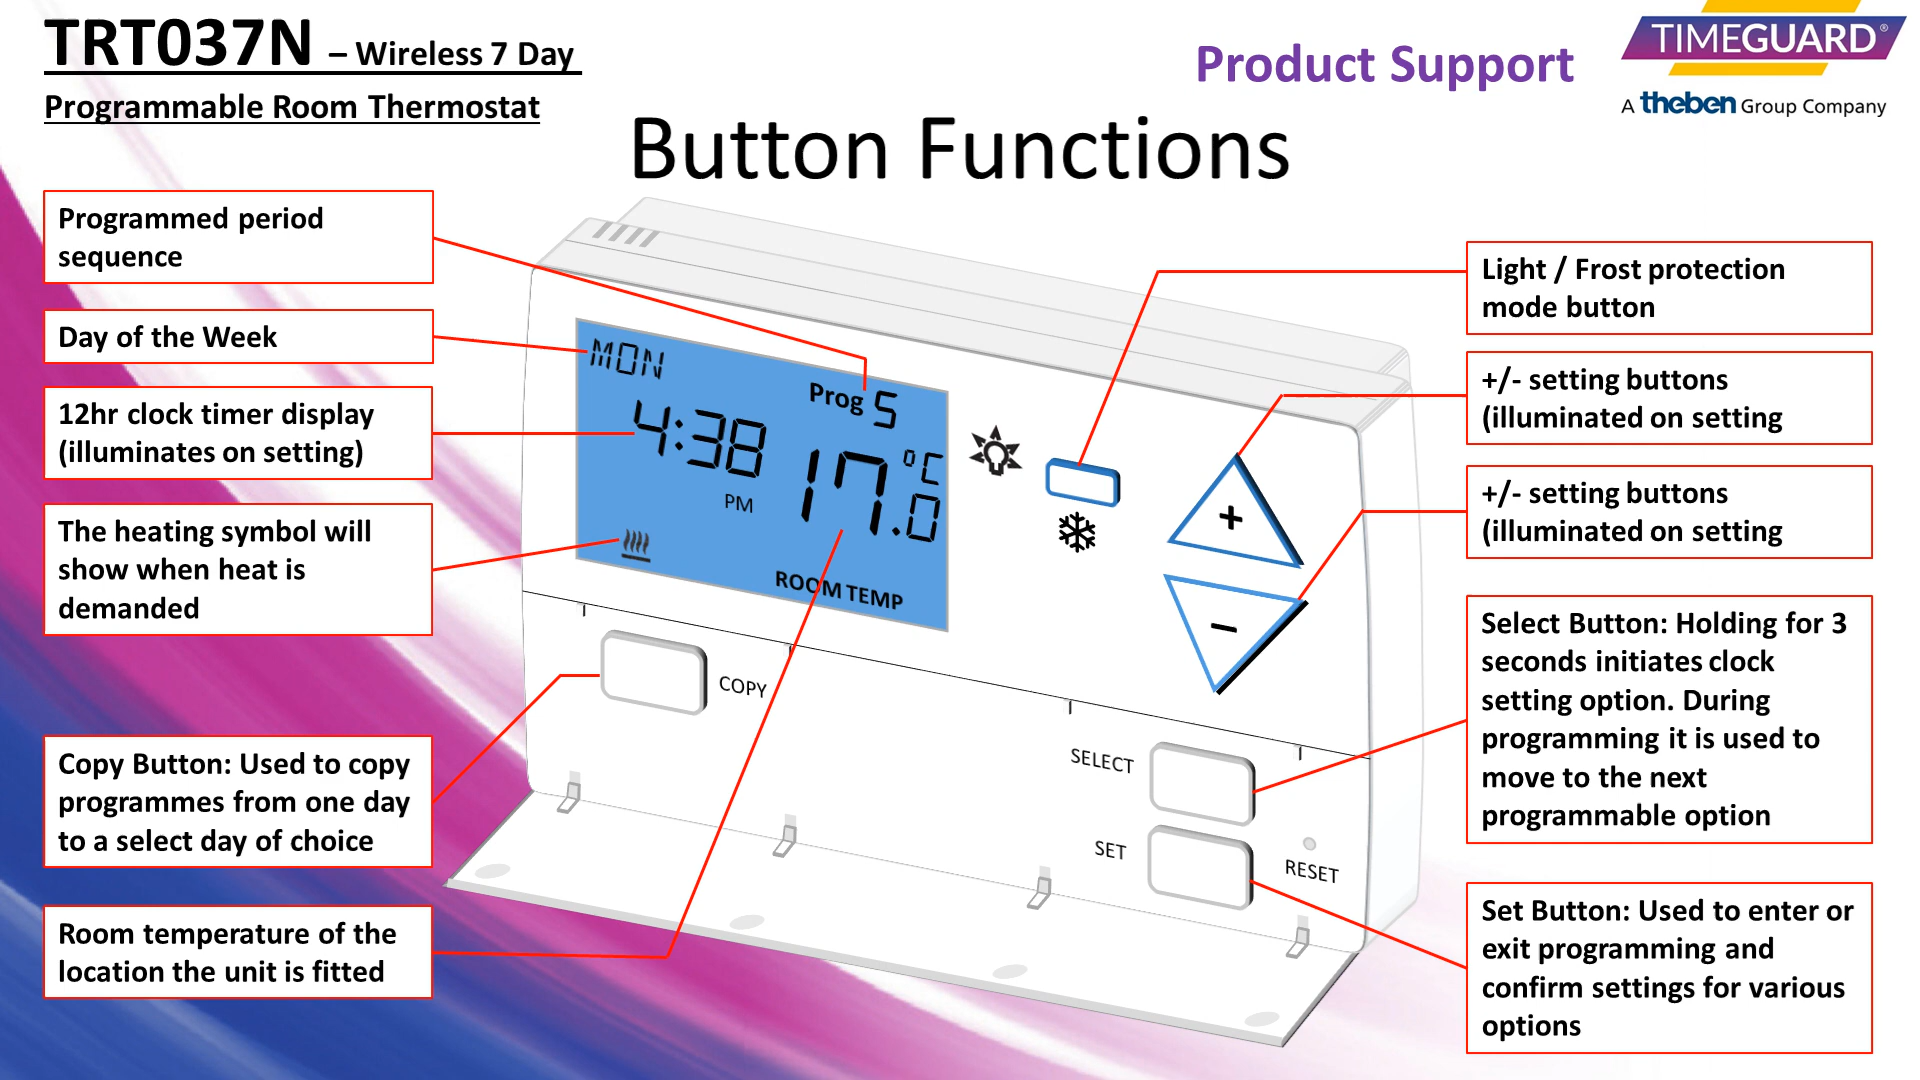 TRT037N – Wireless 7 Day
Programmable Room Thermostat
Product Support
TIMEGUARD®
A theben Group Company
Button Functions
Programmed period
sequence
Day of the Week
12hr clock timer display
(illuminates on setting)
The heating symbol will
show when heat is
demanded
Copy Button: Used to copy
programmes from one day
to a select day of choice
Room temperature of the
location the unit is fitted
MON
Prog 5
4:38
PM
17.0
°C
ROOM TEMP
+
–
COPY
SELECT
SET
RESET
Light / Frost protection
mode button
+/- setting buttons
(illuminated on setting
+/- setting buttons
(illuminated on setting
Select Button: Holding for 3
seconds initiates clock
setting option. During
programming it is used to
move to the next
programmable option
Set Button: Used to enter or
exit programming and
confirm settings for various
options